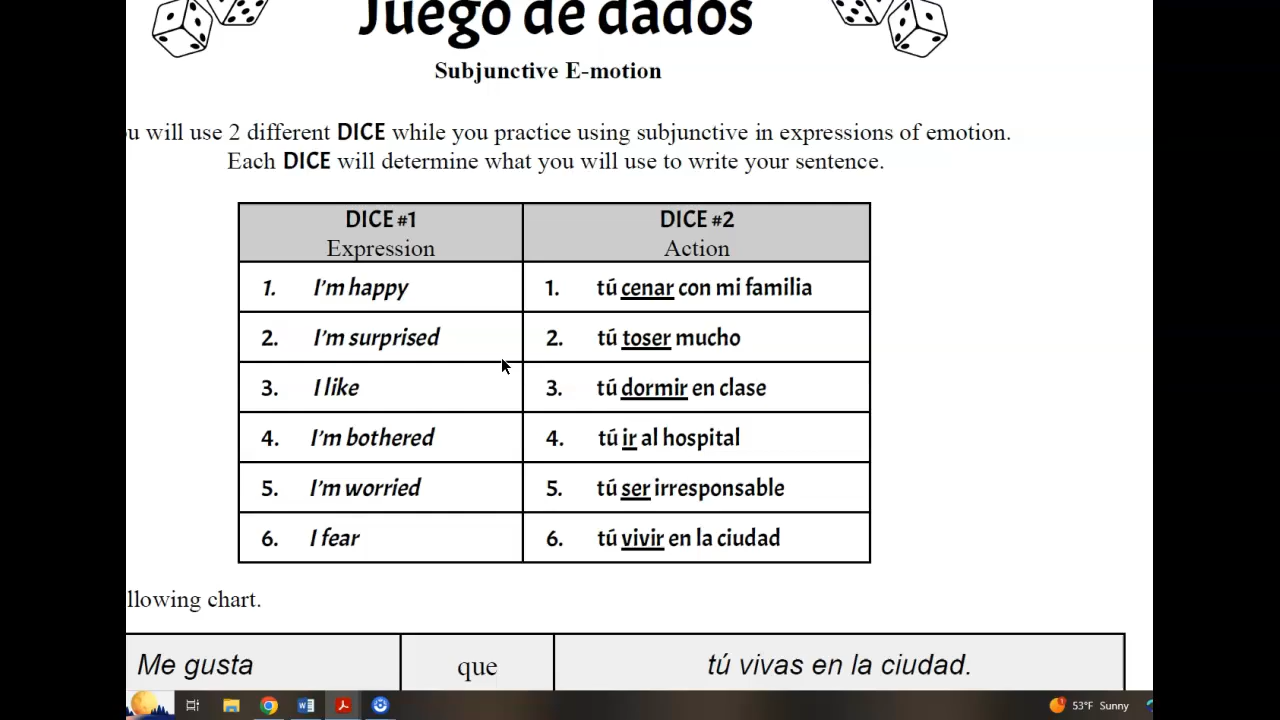 Juego de dados
Subjunctive E-motion
u will use 2 different DICE while you practice using subjunctive in expressions of emotion.
Each DICE will determine what you will use to write your sentence.
DICE #1 DICE #2
Expression Action
1. I'm happy 1. tú cenar con mi familia
2. I'm surprised 2. tú toser mucho
3. I like 3. tú dormir en clase
4. I'm bothered 4. tú ir al hospital
5. I'm worried 5. tú ser irresponsable
6. I fear 6. tú vivir en la ciudad
llowing chart.
Me gusta que tú vivas en la ciudad.
53°F Sunny